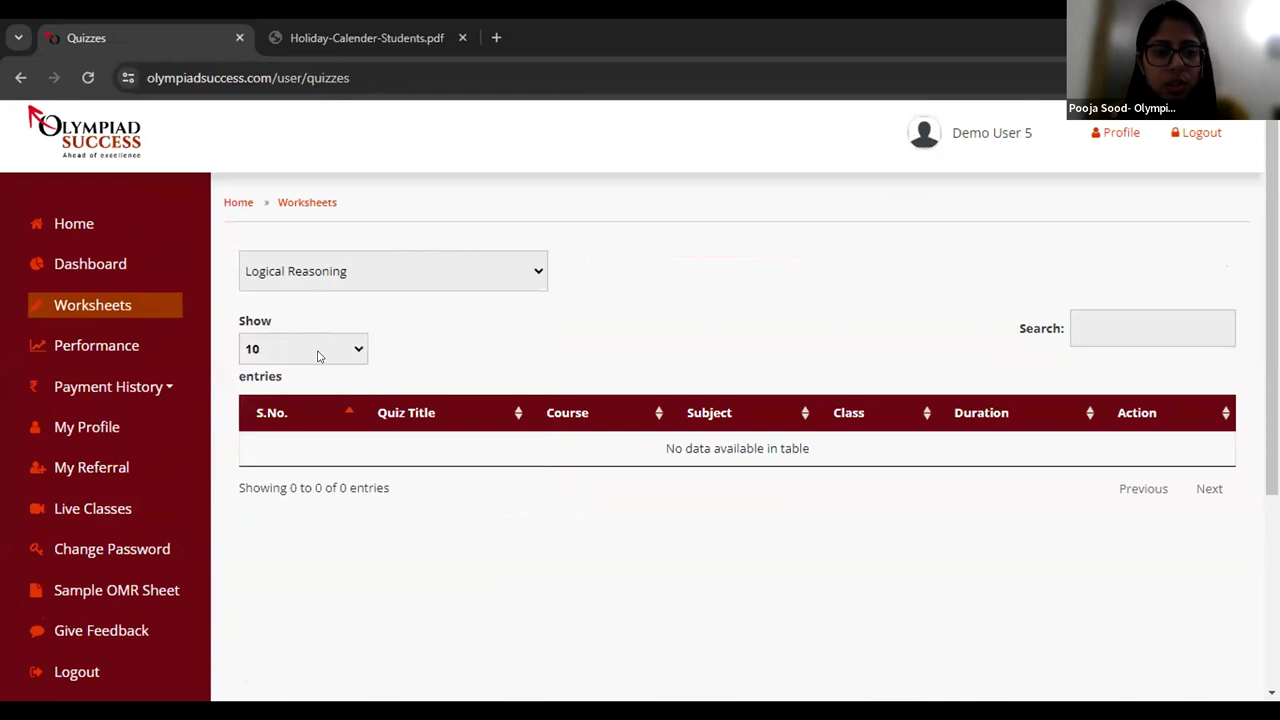 Quizzes
Holiday-Calender-Students.pdf
olympiadsuccess.com/user/quizzes
Pooja Sood- Olympi...
OLYMPIAD
SUCCESS
Ahead of excellence
Demo User 5
Profile
Logout
Home
Dashboard
Worksheets
Performance
Payment History
My Profile
My Referral
Live Classes
Change Password
Sample OMR Sheet
Give Feedback
Logout
Home » Worksheets
Logical Reasoning
Show
10
entries
Search:
S.No. Quiz Title Course Subject Class Duration Action
No data available in table
Showing 0 to 0 of 0 entries
Previous Next